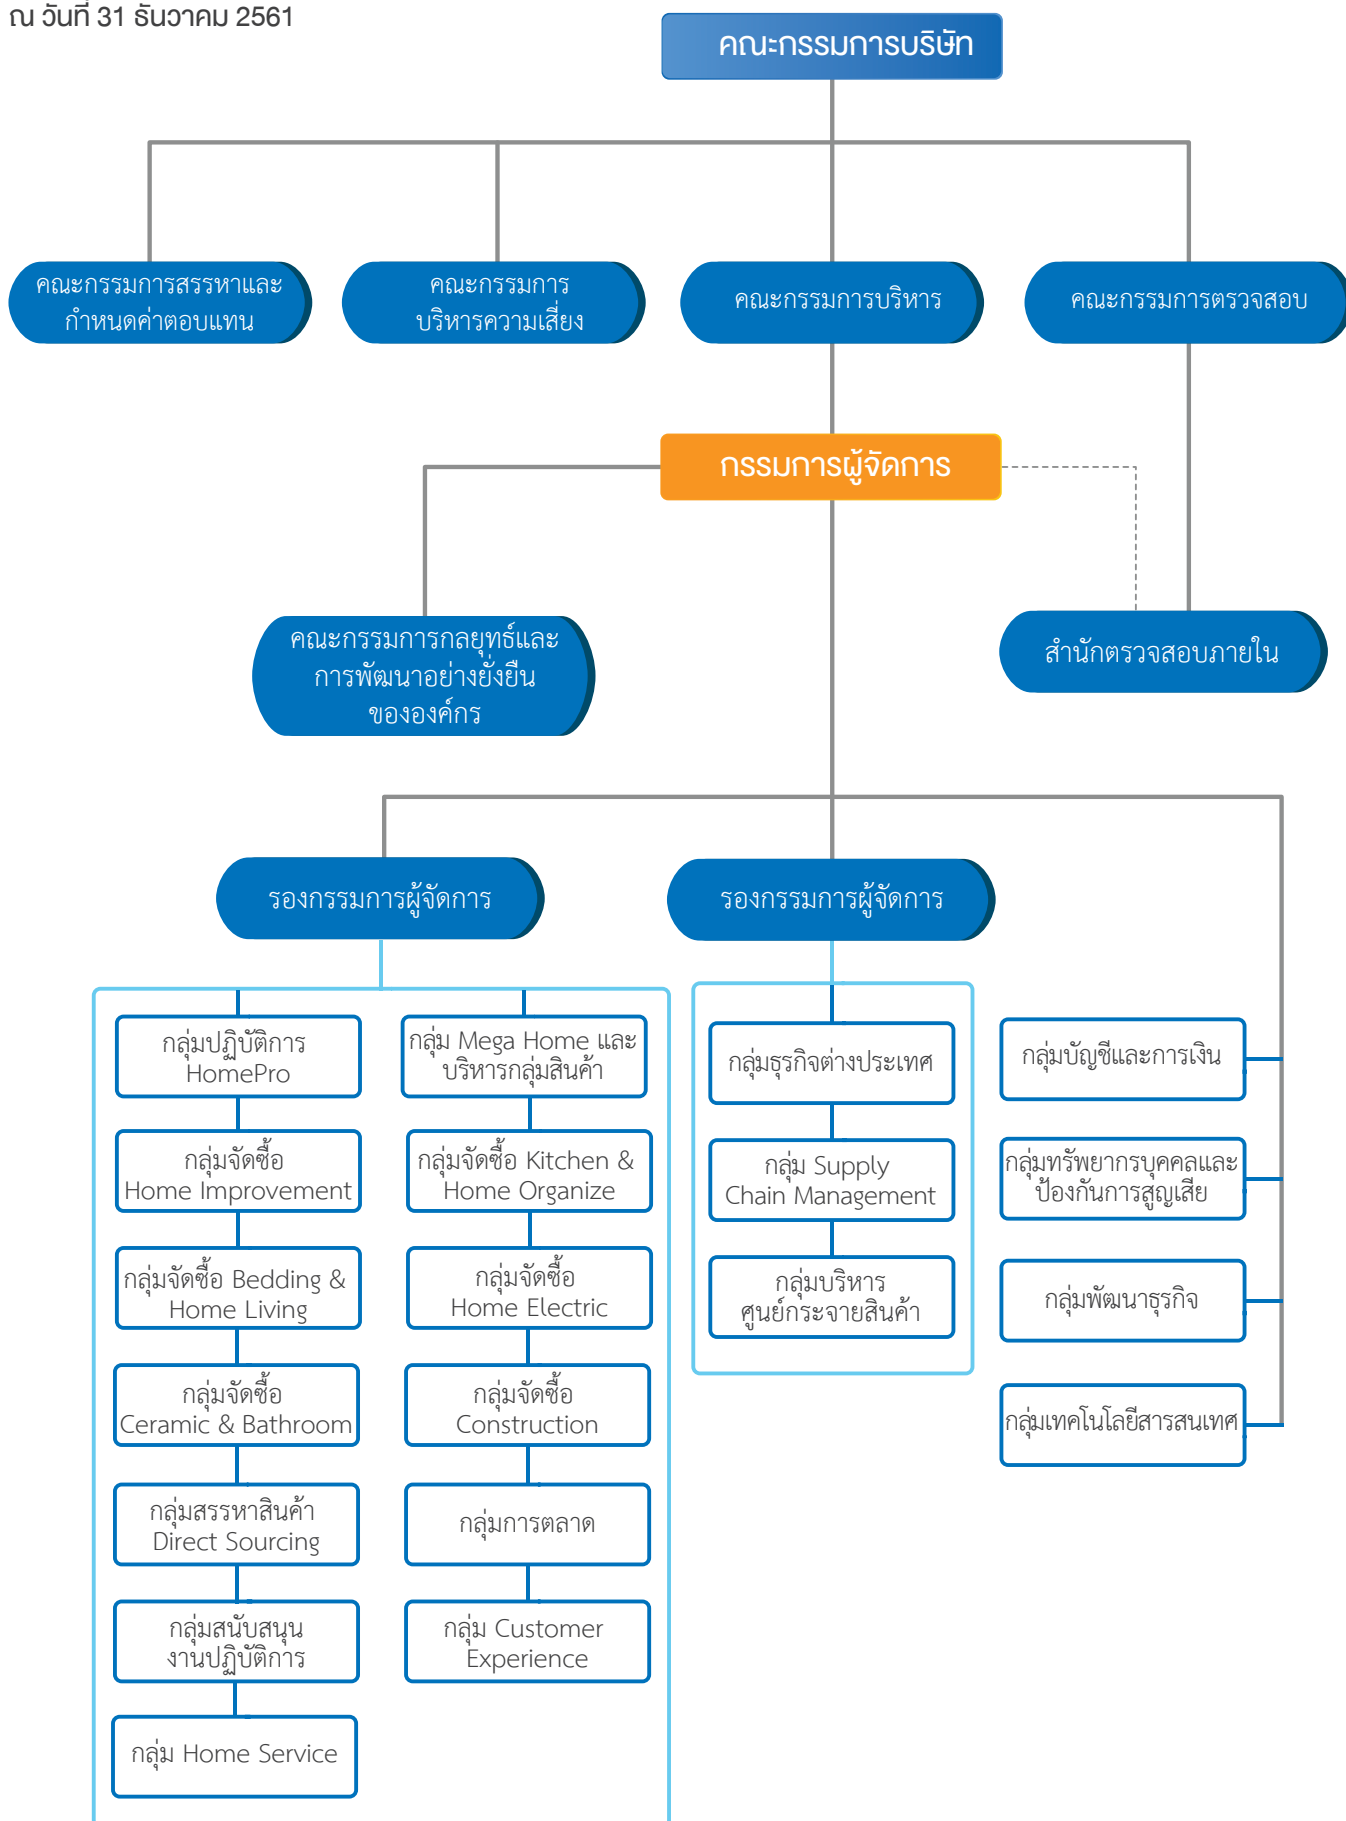 ณ วันที่ 31 ธันวาคม 2561
คณะกรรมการบริษัท
คณะกรรมการสรรหาและ
กำหนดค่าตอบแทน
คณะกรรมการ
บริหารความเสี่ยง
คณะกรรมการบริหาร
คณะกรรมการตรวจสอบ
กรรมการผู้จัดการ
คณะกรรมการกลยุทธ์และ
การพัฒนาอย่างยั่งยืน
ขององค์กร
สำนักตรวจสอบภายใน
รองกรรมการผู้จัดการ
รองกรรมการผู้จัดการ
กลุ่มปฏิบัติการ
HomePro
กลุ่มจัดซื้อ
Home Improvement
กลุ่มจัดซื้อ Bedding &
Home Living
กลุ่มจัดซื้อ
Ceramic & Bathroom
กลุ่มสรรหาสินค้า
Direct Sourcing
กลุ่มสนับสนุน
งานปฏิบัติการ
กลุ่ม Home Service
กลุ่ม Mega Home และ
บริหารกลุ่มสินค้า
กลุ่มจัดซื้อ Kitchen &
Home Organize
กลุ่มจัดซื้อ
Home Electric
กลุ่มจัดซื้อ
Construction
กลุ่มการตลาด
กลุ่ม Customer
Experience
กลุ่มธุรกิจต่างประเทศ
กลุ่ม Supply
Chain Management
กลุ่มบริหาร
ศูนย์กระจายสินค้า
กลุ่มบัญชีและการเงิน
กลุ่มทรัพยากรบุคคลและ
ป้องกันการสูญเสีย
กลุ่มพัฒนาธุรกิจ
กลุ่มเทคโนโลยีสารสนเทศ